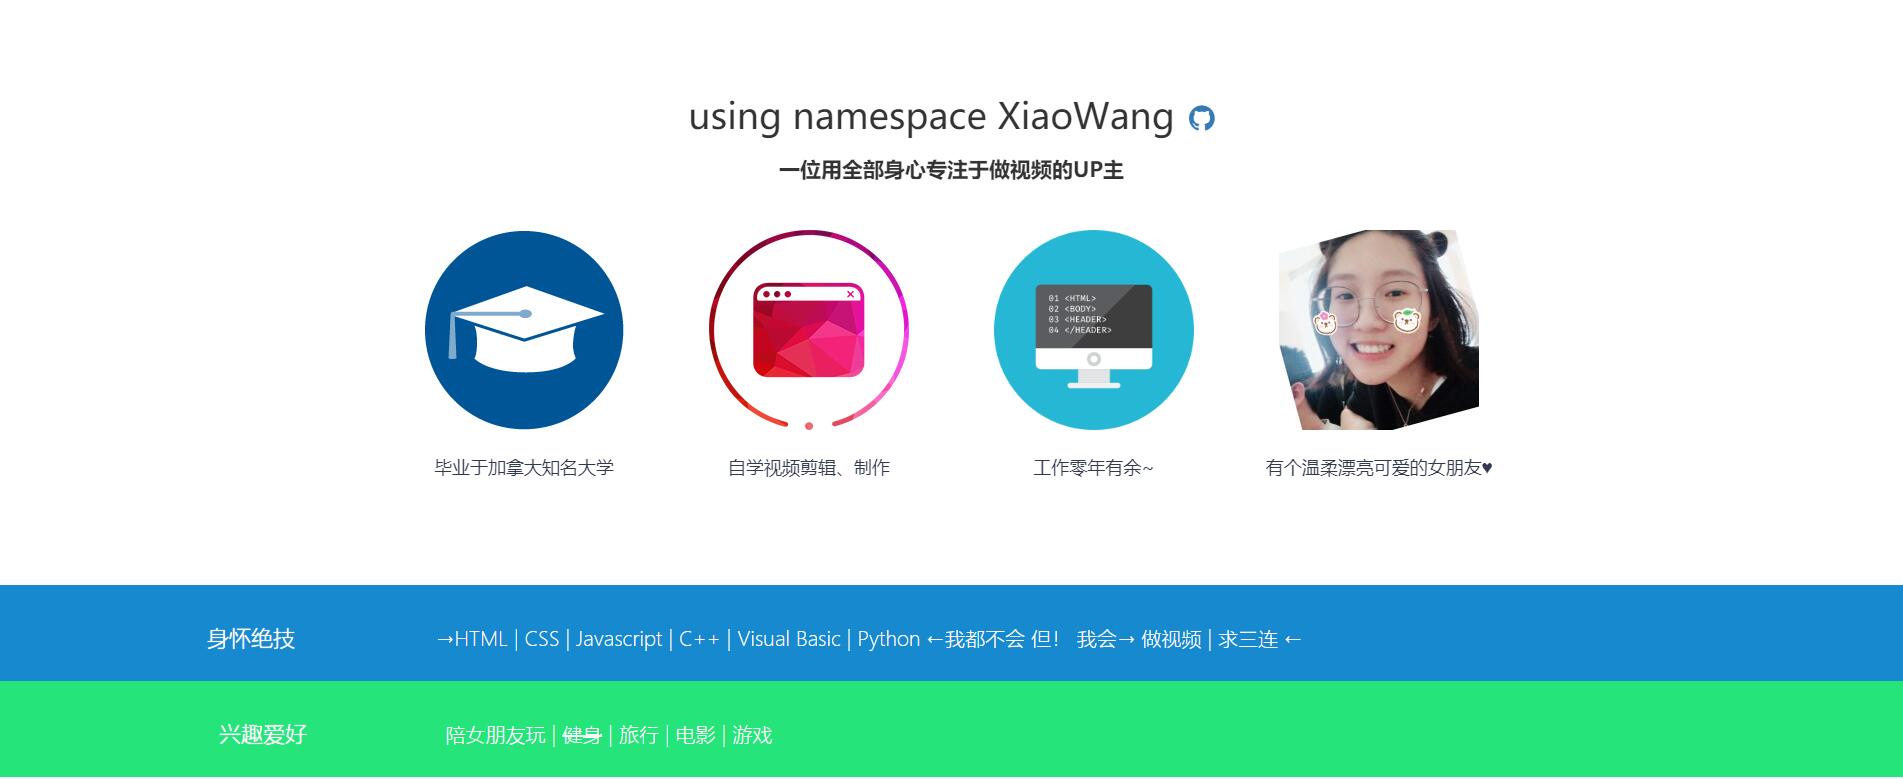 using namespace XiaoWang
一位用全部身心专注于做视频的UP主
01 <HTML>
02 <BODY>
03 <HEADER>
04 </HEADER>
毕业于加拿大知名大学
自学视频剪辑、制作
工作零年有余~
有个温柔漂亮可爱的女朋友♥
身怀绝技
→HTML | CSS | Javascript | C++ | Visual Basic | Python ←我都不会 但！ 我会→ 做视频 | 求三连 ←
兴趣爱好
陪女朋友玩 | 健身 | 旅行 | 电影 | 游戏